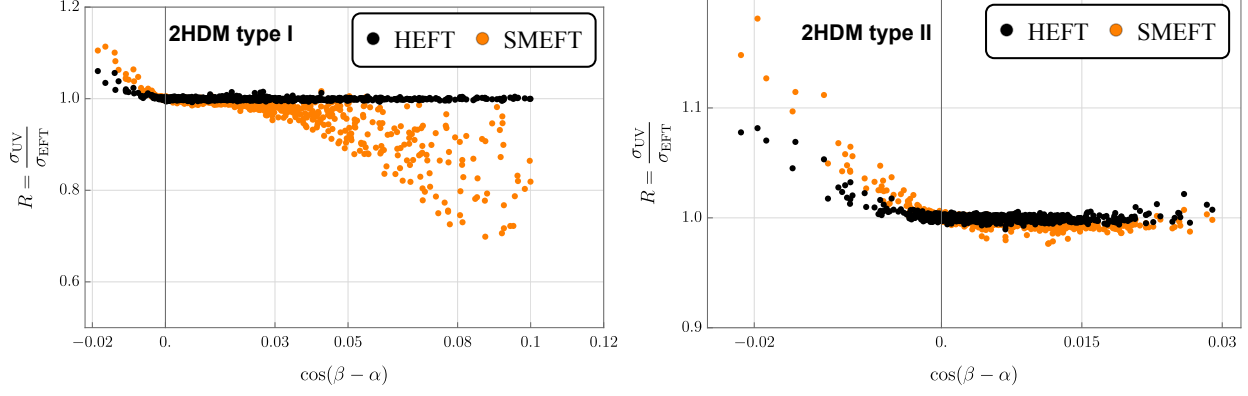 2HDM type I
HEFT SMEFT
1.2
1.0
0.8
0.6
R = σUV / σEFT
−0.02 0. 0.03 0.05 0.08 0.1 0.12
cos(β − α)
2HDM type II
HEFT SMEFT
1.1
1.0
0.9
R = σUV / σEFT
−0.02 0. 0.015 0.03
cos(β − α)